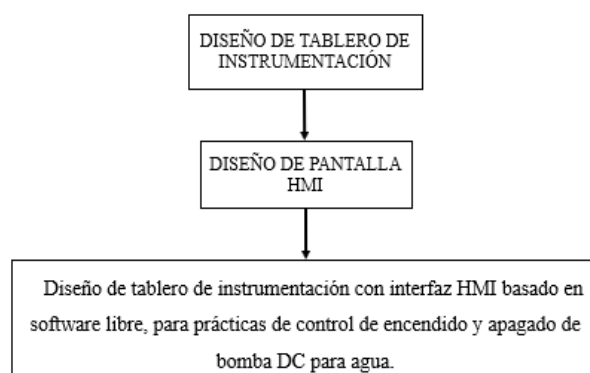 DISEÑO DE TABLERO DE
INSTRUMENTACIÓN
DISEÑO DE PANTALLA
HMI
Diseño de tablero de instrumentación con interfaz HMI basado en
software libre, para prácticas de control de encendido y apagado de
bomba DC para agua.